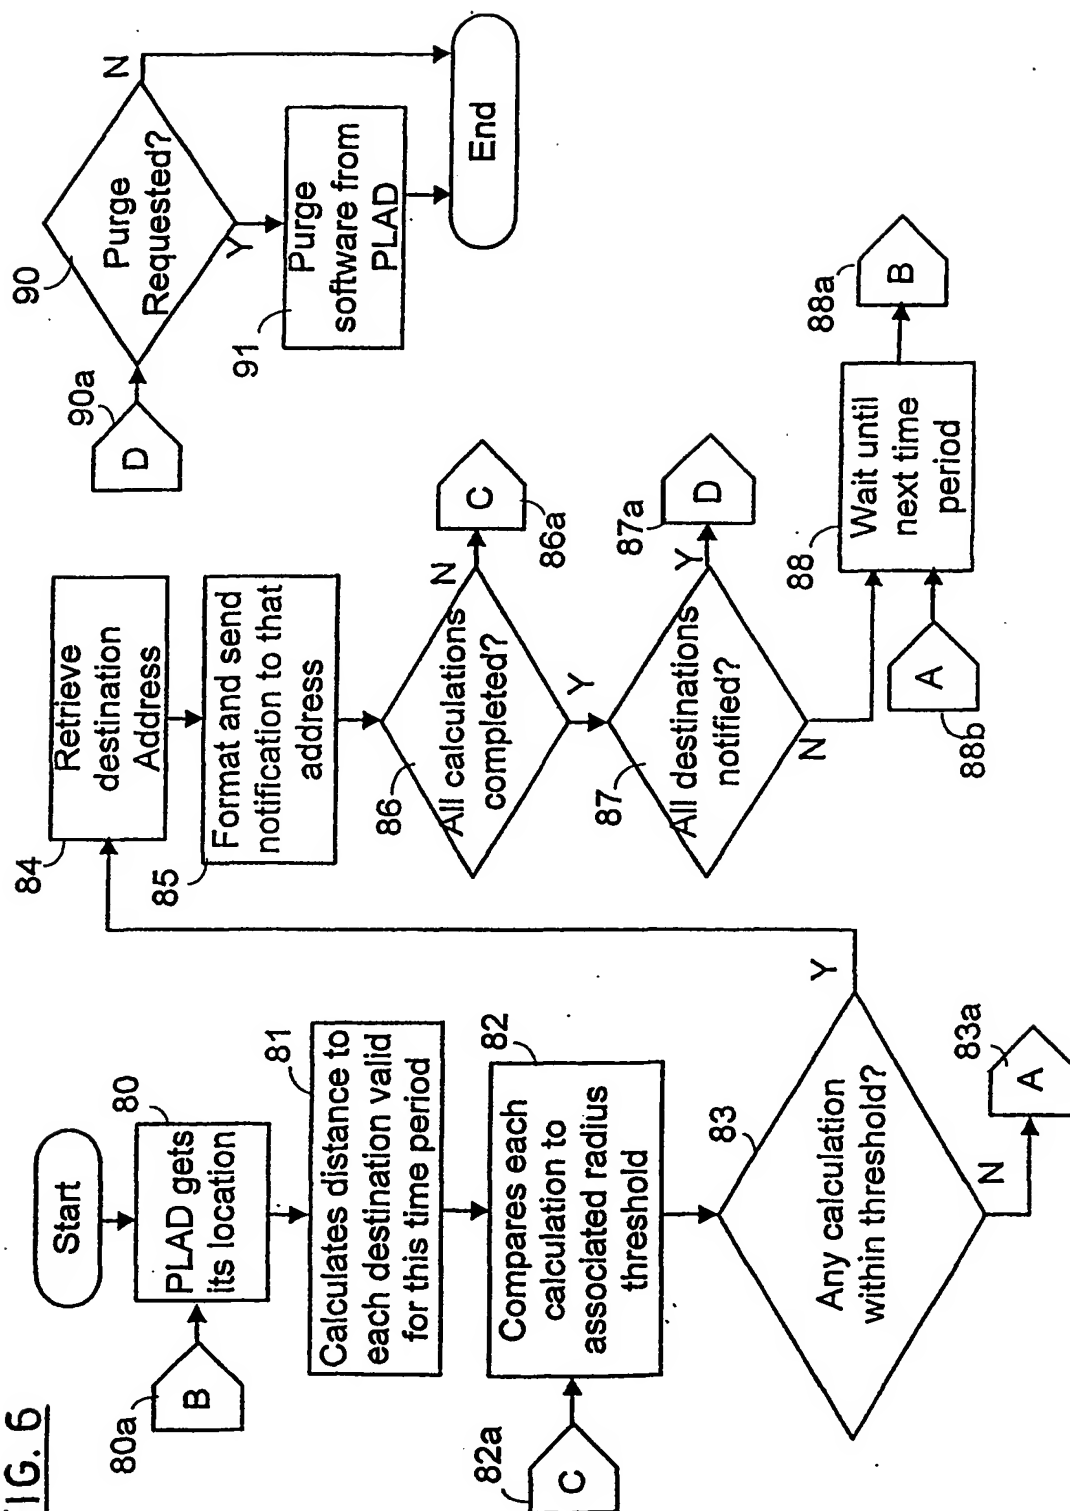 FIG. 6
Start
80
PLAD gets
its location
80a
B
81
Calculates distance to
each destination valid
for this time period
82
Compares each
calculation to
associated radius
threshold
82a
C
83
Any calculation
within threshold?
Y
N
83a
A
84
Retrieve
destination
Address
85
Format and send
notification to that
address
86
All calculations
completed?
N
C
86a
Y
87
All destinations
notified?
Y
87a
D
N
88
Wait until
next time
period
88a
B
A
88b
90a
D
90
Purge
Requested?
N
Y
91
Purge
software from
PLAD
End